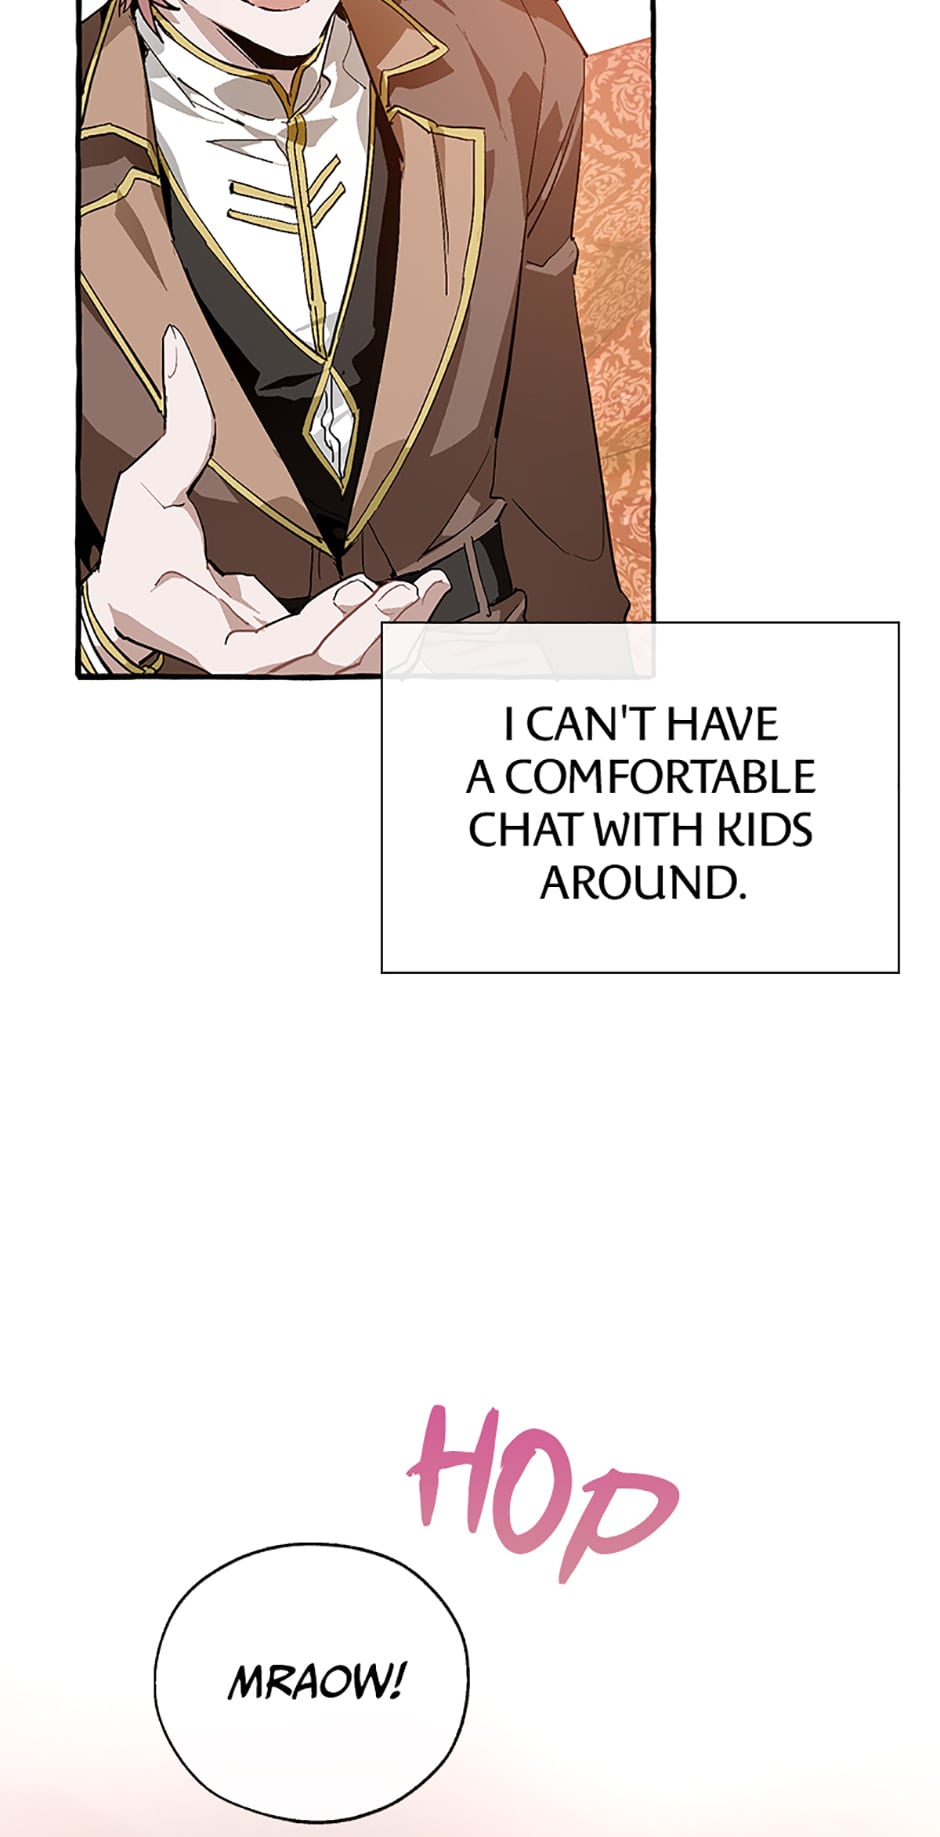 I CAN'T HAVE
A COMFORTABLE
CHAT WITH KIDS
AROUND.
HOP
MRAOW!